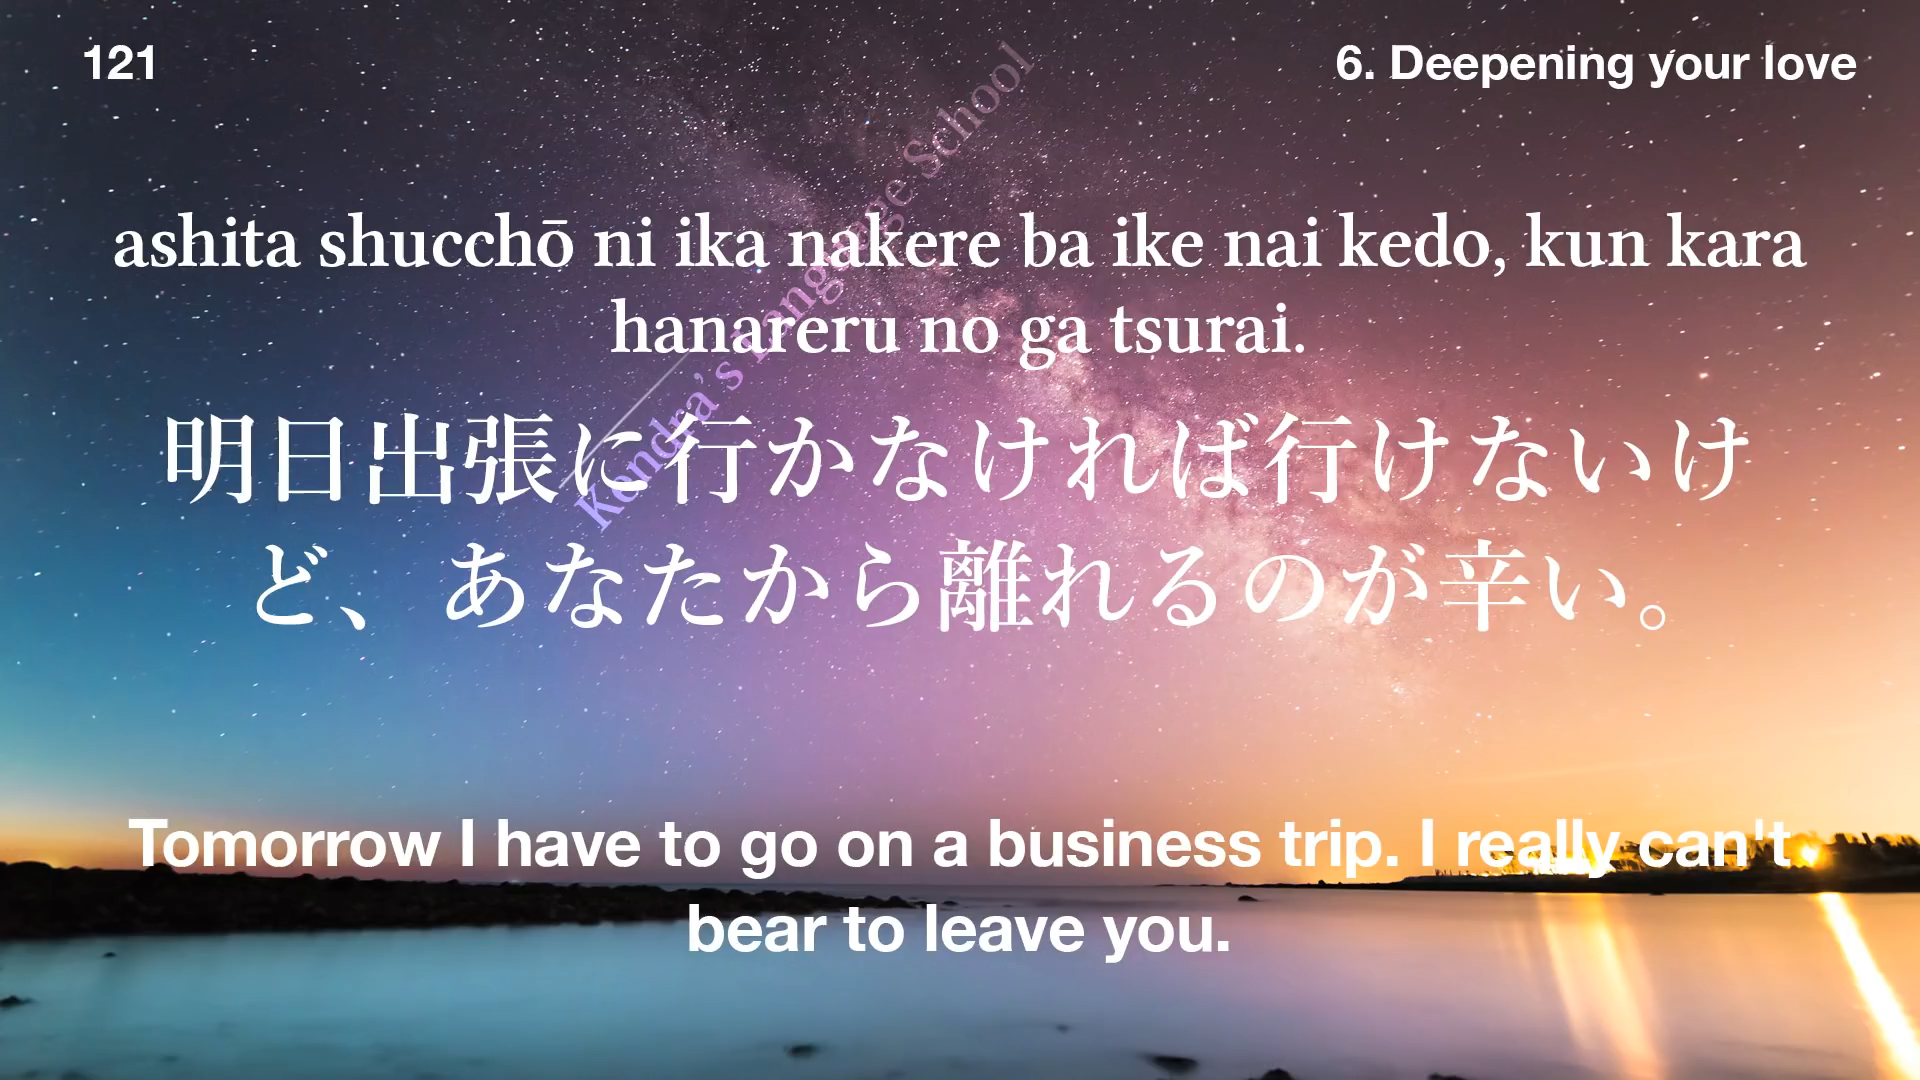 121
6. Deepening your love
ashita shucchō ni ika nakere ba ike nai kedo, kun kara
hanareru no ga tsurai.
明日出張に行かなければ行けないけ
ど、あなたから離れるのが辛い。
Kondra's Language School
Tomorrow I have to go on a business trip. I really can't
bear to leave you.